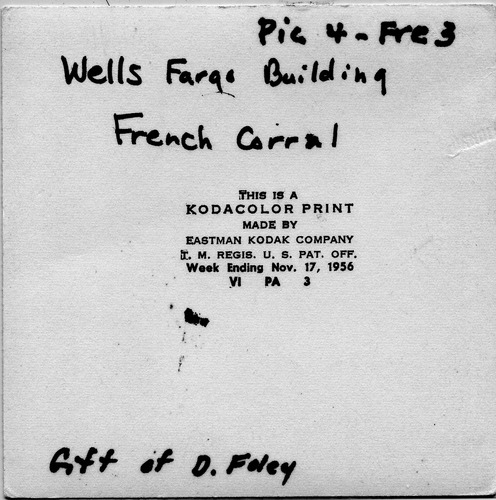 Pic 4 - Fre 3
Wells Fargo Building
French Corral
THIS IS A
KODACOLOR PRINT
MADE BY
EASTMAN KODAK COMPANY
T. M. REGIS. U. S. PAT. OFF.
Week Ending Nov. 17, 1956
VI PA 3
Gift of D. Foley